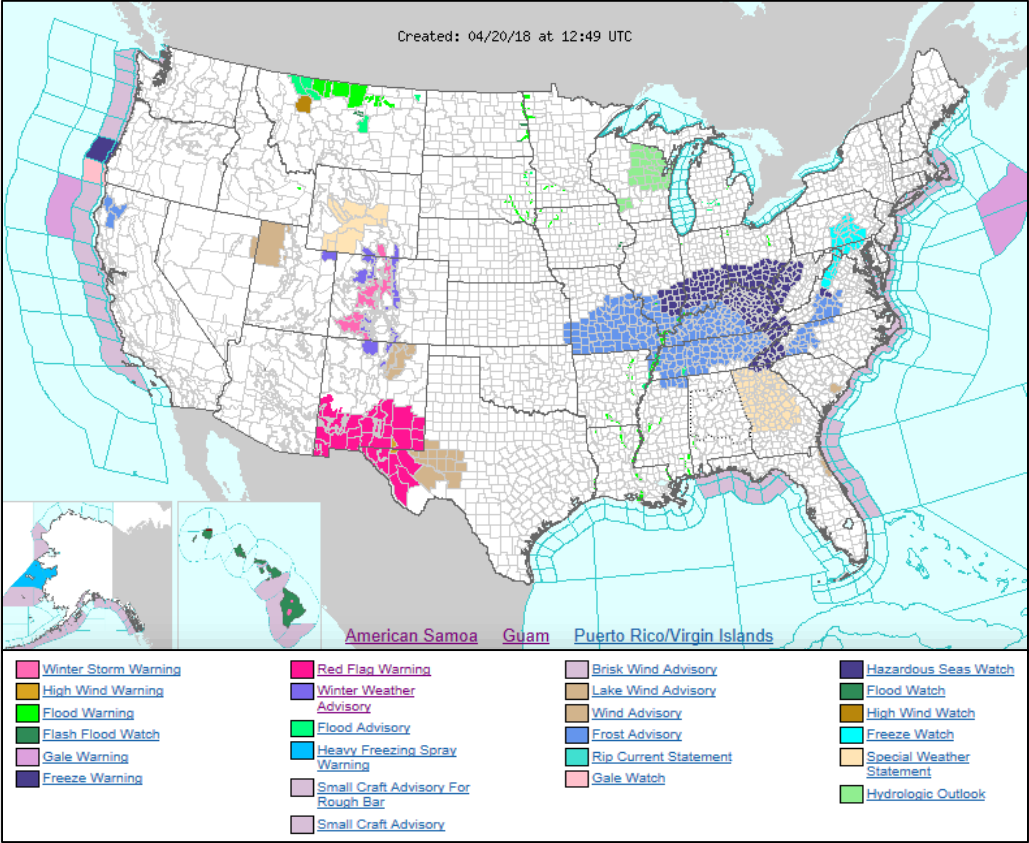 Created: 04/20/18 at 12:49 UTC
American Samoa Guam Puerto Rico/Virgin Islands
Winter Storm Warning
High Wind Warning
Flood Warning
Flash Flood Watch
Gale Warning
Freeze Warning
Red Flag Warning
Winter Weather
Advisory
Flood Advisory
Heavy Freezing Spray
Warning
Small Craft Advisory For
Rough Bar
Small Craft Advisory
Brisk Wind Advisory
Lake Wind Advisory
Wind Advisory
Frost Advisory
Rip Current Statement
Gale Watch
Hazardous Seas Watch
Flood Watch
High Wind Watch
Freeze Watch
Special Weather
Statement
Hydrologic Outlook